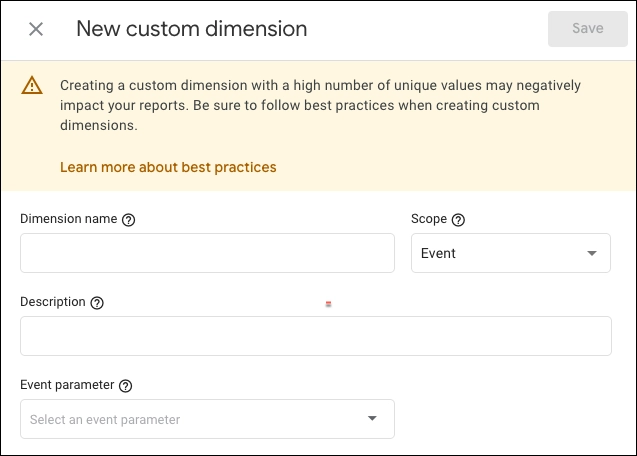 New custom dimension
Save
Creating a custom dimension with a high number of unique values may negatively
impact your reports. Be sure to follow best practices when creating custom
dimensions.
Learn more about best practices
Dimension name
Scope
Event
Description
Event parameter
Select an event parameter